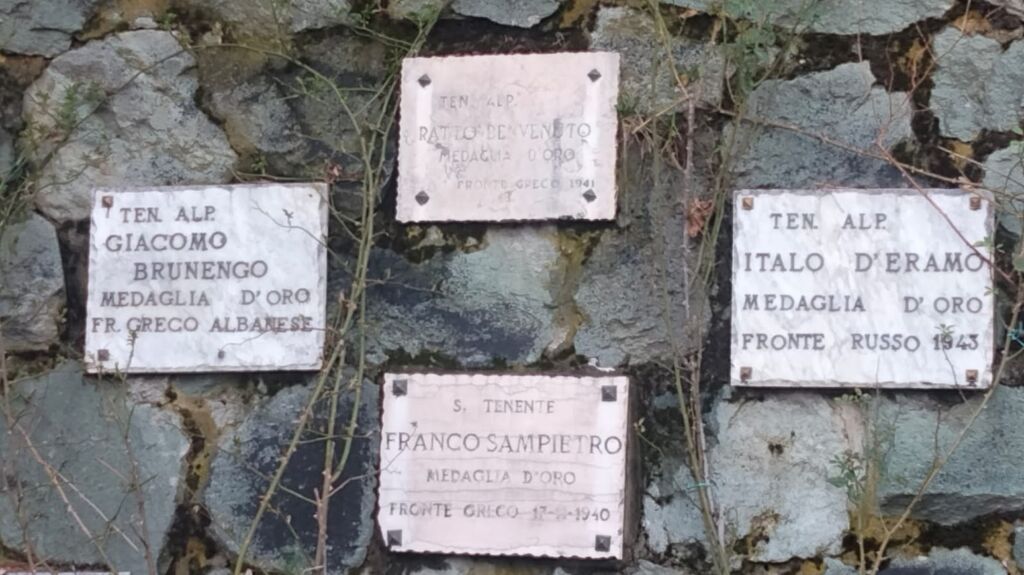 TEN. ALP.
RATTO BENVENUTO
MEDAGLIA D'ORO
FRONTE GRECO 1941
TEN. ALP.
GIACOMO
BRUNENGO
MEDAGLIA D'ORO
FR. GRECO ALBANESE
TEN. ALP.
ITALO D'ERAMO
MEDAGLIA D'ORO
FRONTE RUSSO 1943
S. TENENTE
FRANCO SAMPIETRO
MEDAGLIA D'ORO
FRONTE GRECO 1940